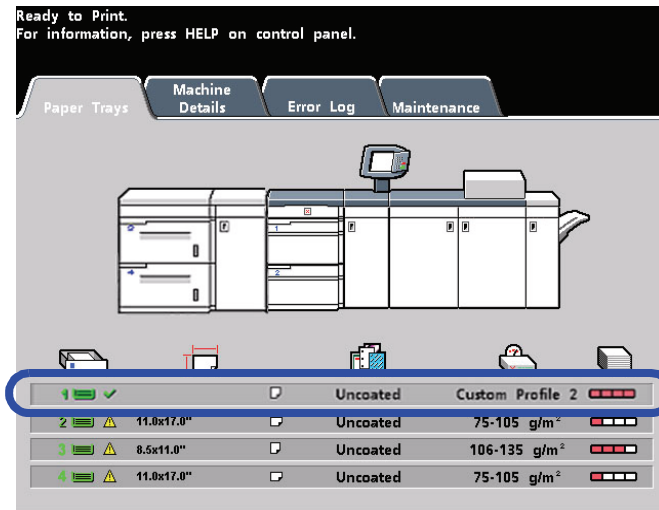 Ready to Print.
For information, press HELP on control panel.
Paper Trays
Machine
Details
Error Log
Maintenance
1
2
1 Uncoated Custom Profile 2
2 11.0x17.0" Uncoated 75-105 g/m²
3 8.5x11.0" Uncoated 106-135 g/m²
4 11.0x17.0" Uncoated 75-105 g/m²